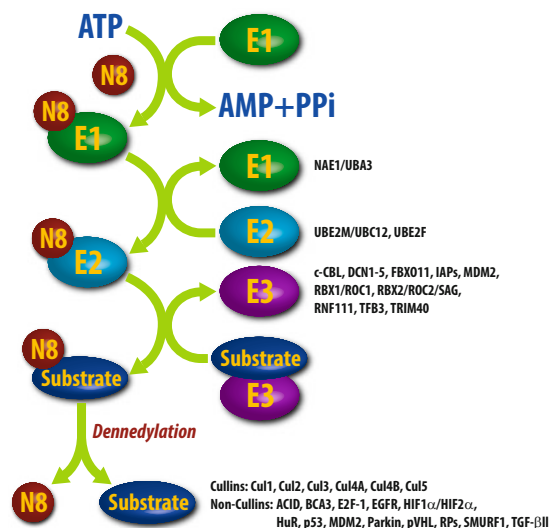 ATP
E1
N8
N8
AMP+PPi
E1
E1
NAE1/UBA3
N8
E2
E2
UBE2M/UBC12, UBE2F
c-CBL, DCN1-5, FBXO11, IAPs, MDM2,
E3
RBX1/ROC1, RBX2/ROC2/SAG,
RNF111, TFB3, TRIM40
N8
Substrate
Substrate
E3
Dennedylation
N8
Substrate
Cullins: Cul1, Cul2, Cul3, Cul4A, Cul4B, Cul5
Non-Cullins: ACID, BCA3, E2F-1, EGFR, HIF1α/HIF2α,
HuR, p53, MDM2, Parkin, pVHL, RPs, SMURF1, TGF-βII